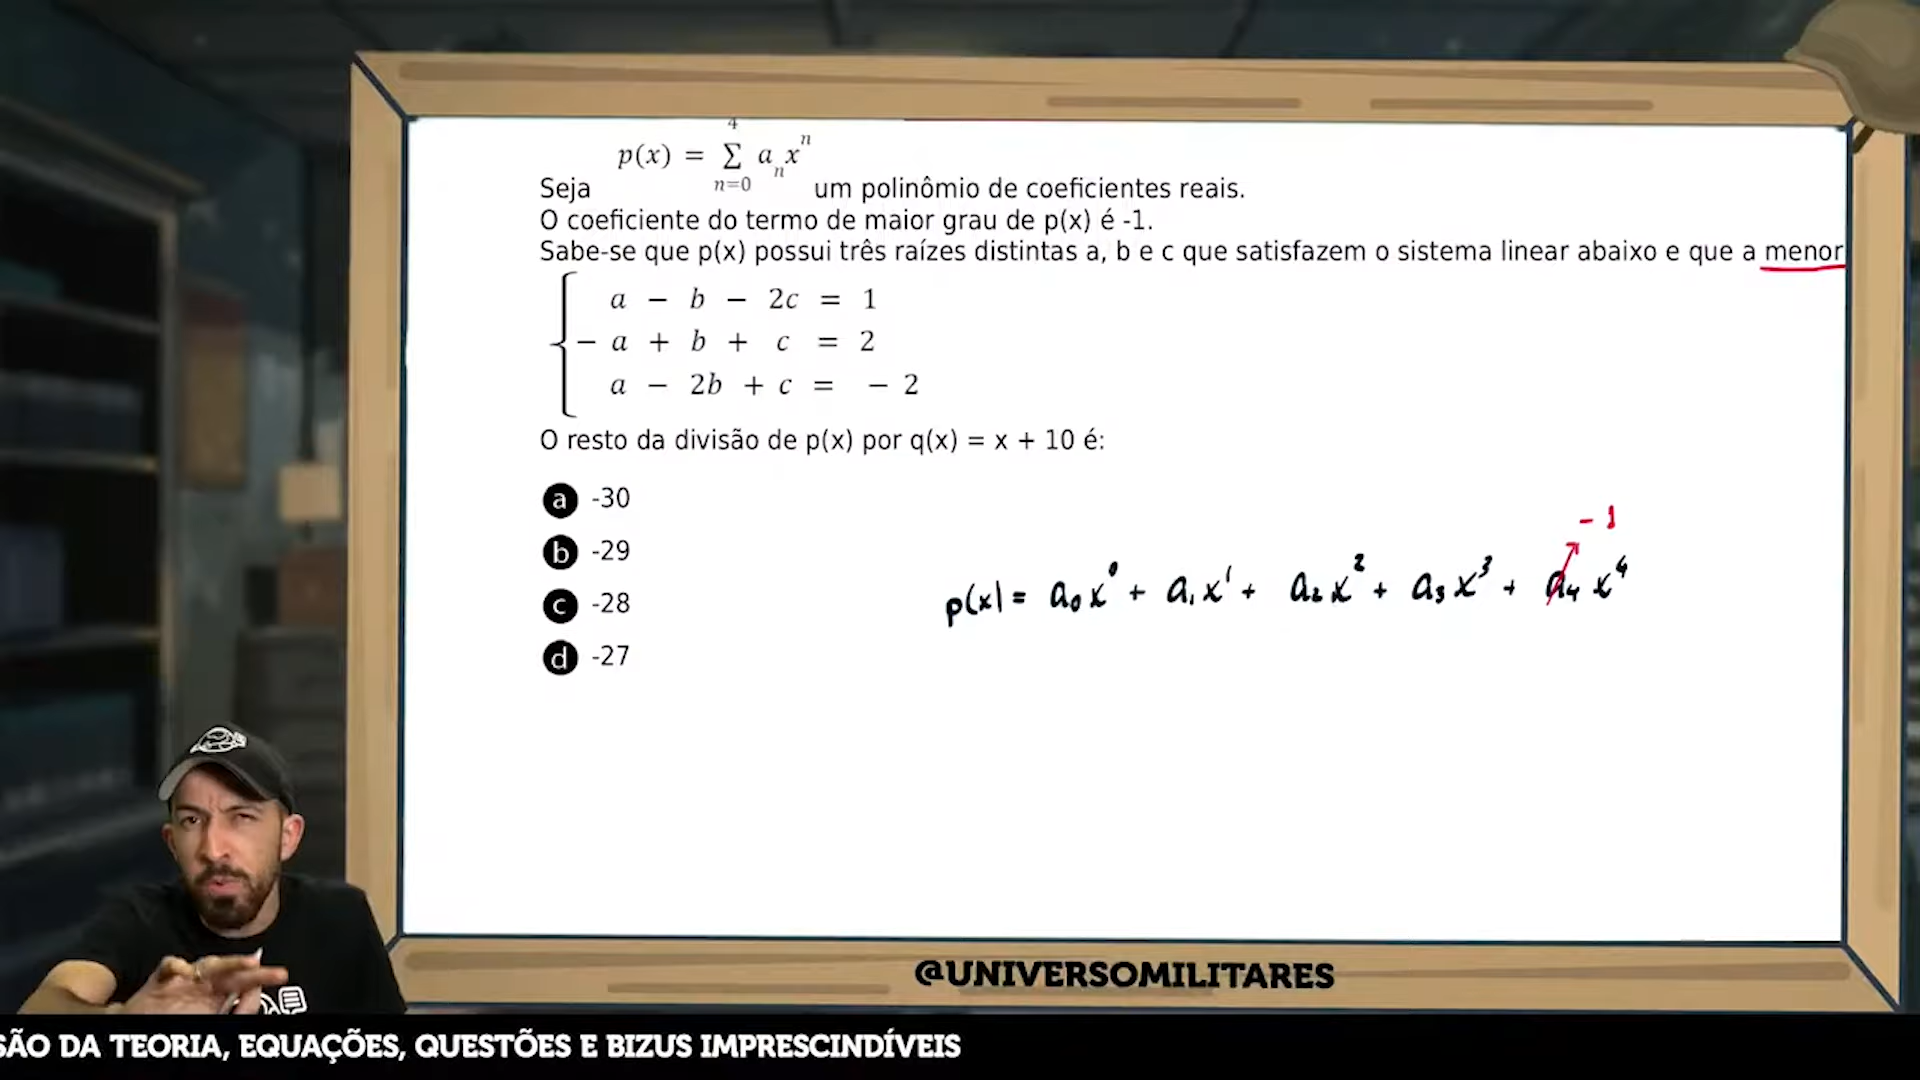 4
p(x) = Σ aₙxⁿ
n=0
Seja um polinômio de coeficientes reais.
O coeficiente do termo de maior grau de p(x) é -1.
Sabe-se que p(x) possui três raízes distintas a, b e c que satisfazem o sistema linear abaixo e que a menor
a − b − 2c = 1
− a + b + c = 2
a − 2b + c = − 2
O resto da divisão de p(x) por q(x) = x + 10 é:
a -30
b -29
c -28
d -27
-1
p(x) = a₀x⁰ + a₁x¹ + a₂x² + a₃x³ + a₄x⁴
@UNIVERSOMILITARES
SÃO DA TEORIA, EQUAÇÕES, QUESTÕES E BIZUS IMPRESCINDÍVEIS